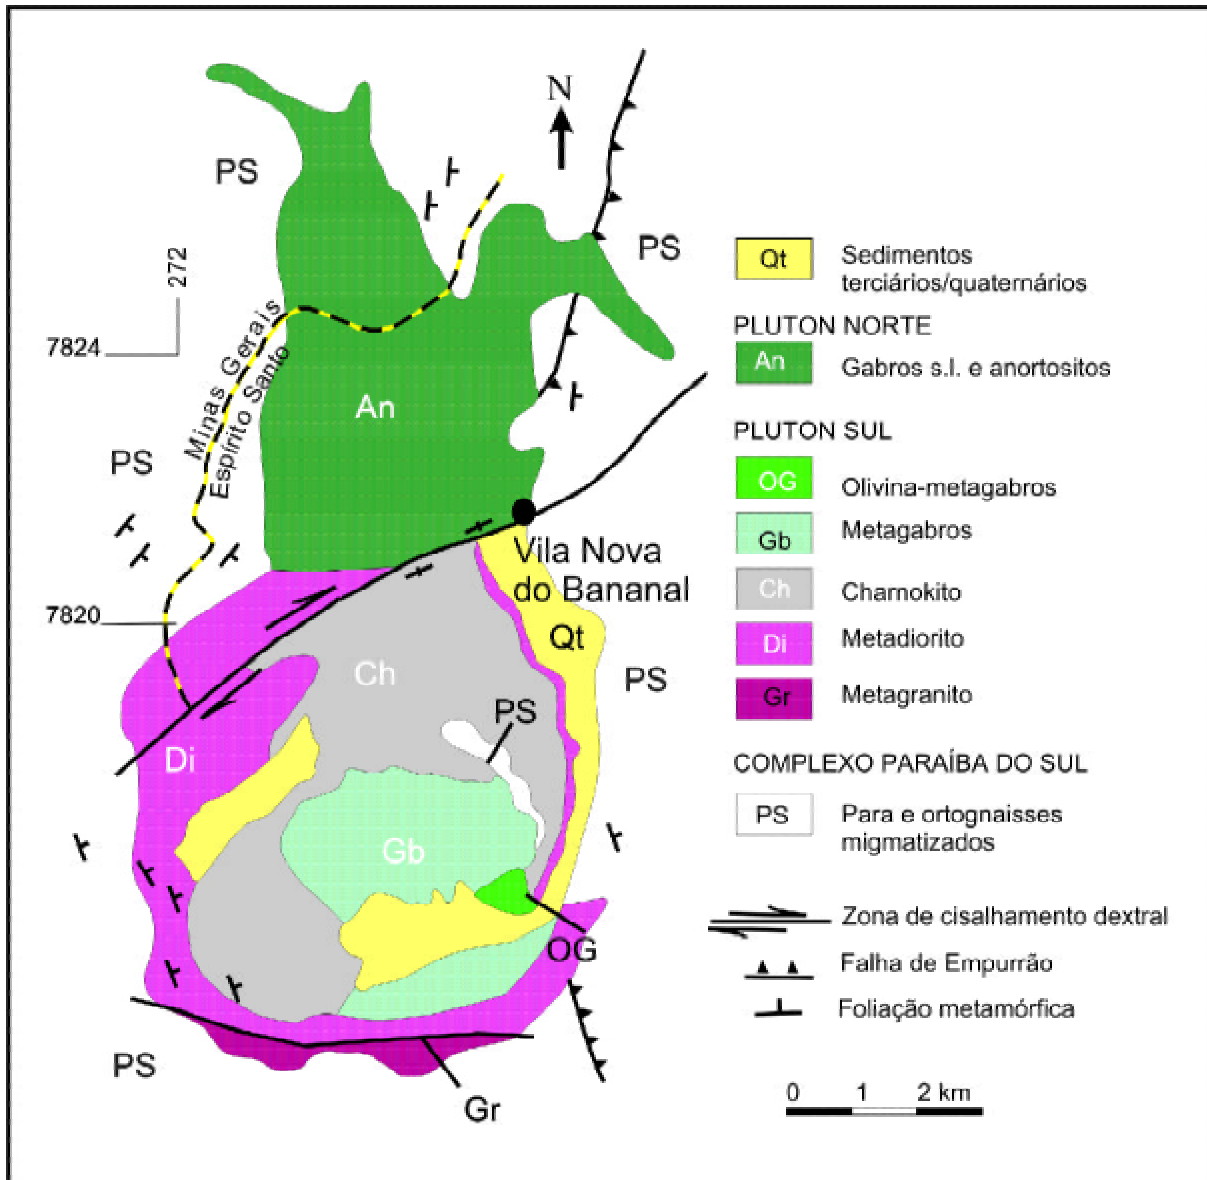 N
PS
PS
272
7824
Minas Gerais
Espírito Santo
An
PS
Vila Nova
do Bananal
7820
Qt
Ch
PS
PS
Di
Gb
OG
PS
Gr
Qt
Sedimentos
terciários/quaternários
PLUTON NORTE
An
Gabros s.l. e anortositos
PLUTON SUL
OG
Olivina-metagabros
Gb
Metagabros
Ch
Charnokito
Di
Metadiorito
Gr
Metagranito
COMPLEXO PARAÍBA DO SUL
PS
Para e ortognaisses
migmatizados
Zona de cisalhamento dextral
Falha de Empurrão
Foliação metamórfica
0 1 2 km